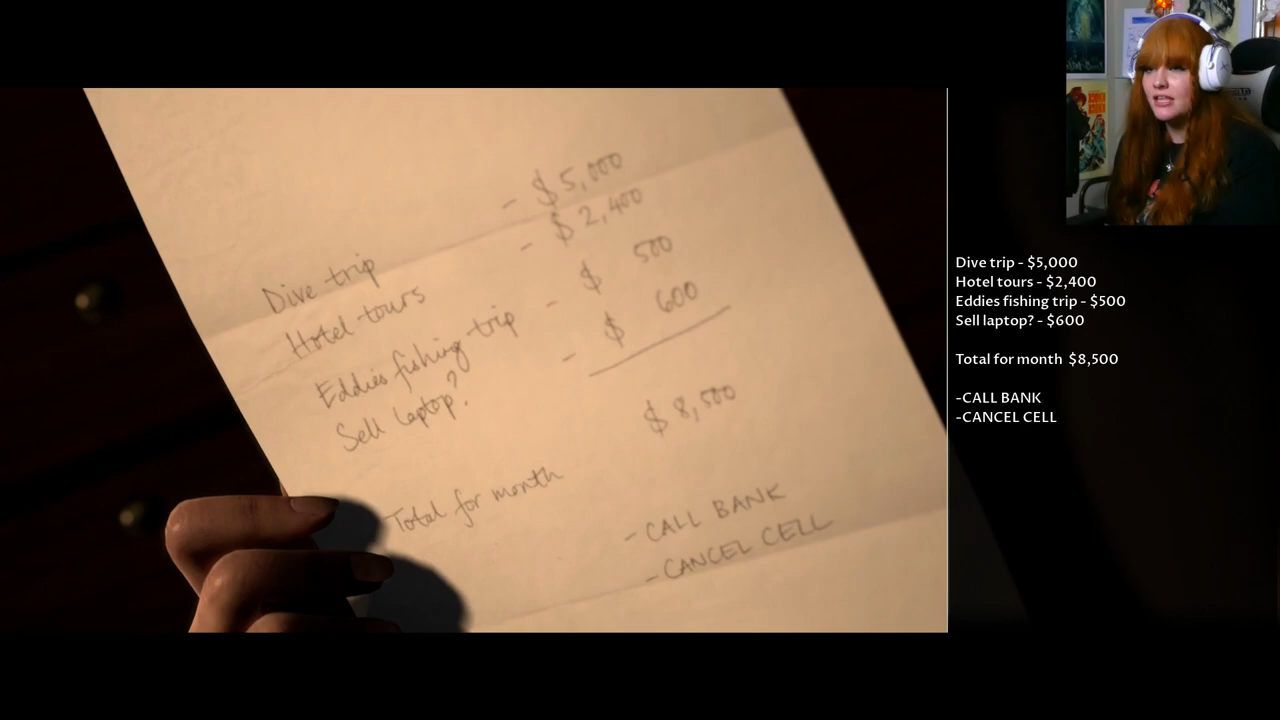 Dive trip - $5,000
Hotel tours - $2,400
Eddies fishing trip - $ 500
Sell laptop? - $ 600
Total for month $8,500
-CALL BANK
-CANCEL CELL
Dive trip - $5,000
Hotel tours - $2,400
Eddies fishing trip - $500
Sell laptop? - $600
Total for month $8,500
-CALL BANK
-CANCEL CELL